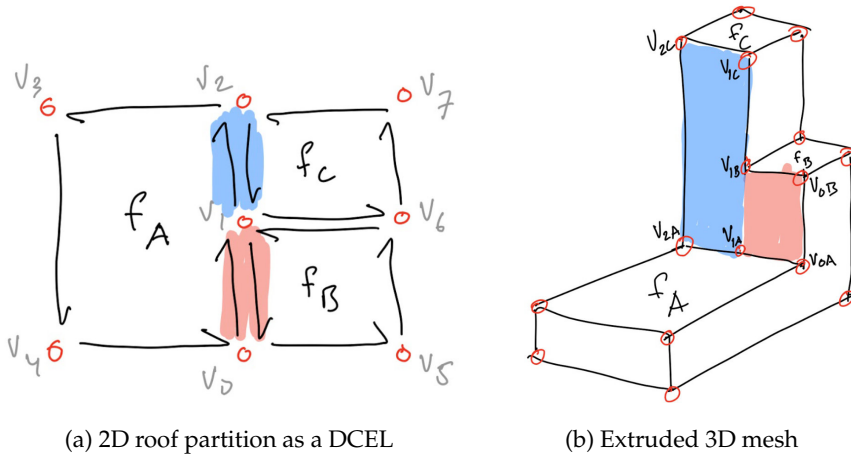 V3
V2
V7
fC
fA
V1
V6
fB
V4
V0
V5
(a) 2D roof partition as a DCEL
fC
V2C
V1C
V1B
fB
V0B
V2A
V1A
V0A
fA
(b) Extruded 3D mesh